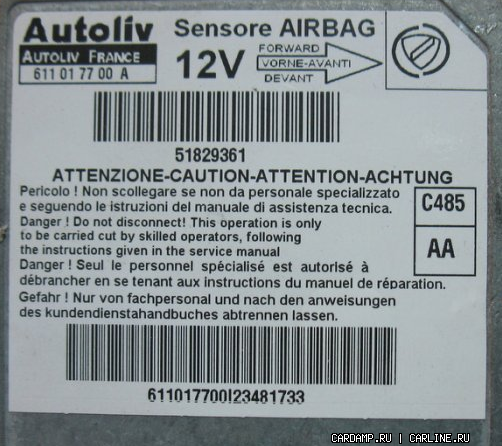 Autoliv
Sensore AIRBAG
AUTOLIV FRANCE
611 01 77 00 A
12V
FORWARD
VORNE-AVANTI
DEVANT
51829361
ATTENZIONE-CAUTION-ATTENTION-ACHTUNG
Pericolo ! Non scollegare se non da personale specializzato
e seguendo le istruzioni del manuale di assistenza tecnica.
Danger ! Do not disconnect! This operation is only
to be carried cut by skilled operators, following
the instructions given in the service manual
Danger ! Seul le personnel spécialisé est autorisé à
débrancher en se tenant aux instructions du manuel de réparation.
Gefahr ! Nur von fachpersonal und nach den anweisungen
des kundendienstahandbuches abtrennen lassen.
C485
AA
611017700I23481733
CARDAMP.RU | CARLINE.RU